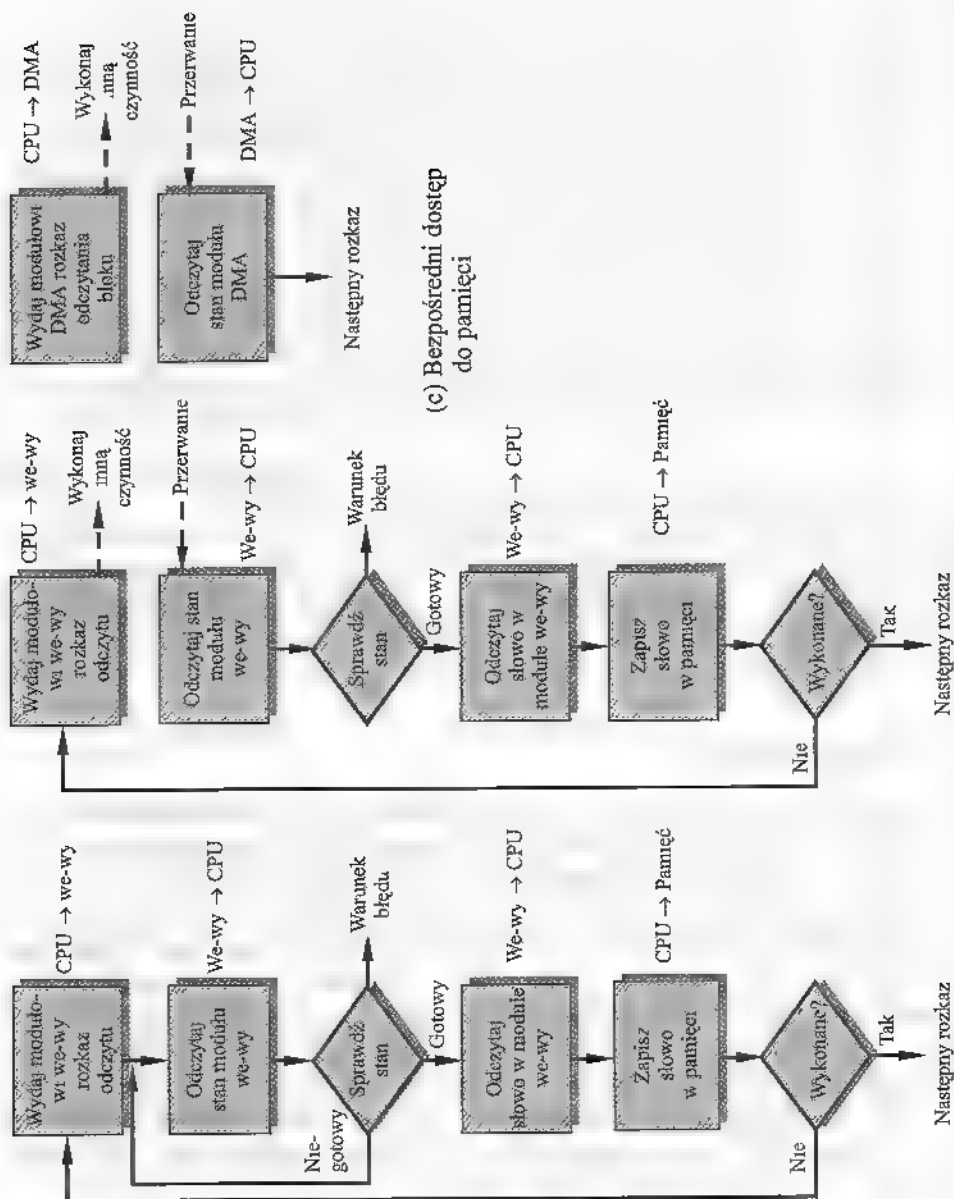 CPU → we-wy
Wydaj moduło-
wi we-wy
rozkaz
odczytu
We-wy → CPU
Odczytaj
stan modułu
we-wy
Nie-
gotowy
Sprawdź
stan
Warunek
błędu
Gotowy
We-wy → CPU
Odczytaj
słowo w module
we-wy
CPU → Pamięć
Zapisz
słowo
w pamięci
Wykonane?
Nie
Tak
Następny rozkaz
CPU → we-wy
Wydaj moduło-
wi we-wy
rozkaz
odczytu
Wykonaj
inną
czynność
Przerwanie
Odczytaj stan
modułu
we-wy
We-wy → CPU
Sprawdź
stan
Warunek
błędu
Gotowy
We-wy → CPU
Odczytaj
słowo w
module we-wy
CPU → Pamięć
Zapisz
słowo
w pamięci
Wykonane?
Nie
Tak
Następny rozkaz
CPU → DMA
Wydaj modułowi
DMA rozkaz
odczytania
bloku
Wykonaj
inną
czynność
Przerwanie
Odczytaj
stan modułu
DMA
DMA → CPU
Następny rozkaz
(c) Bezpośredni dostęp
do pamięci